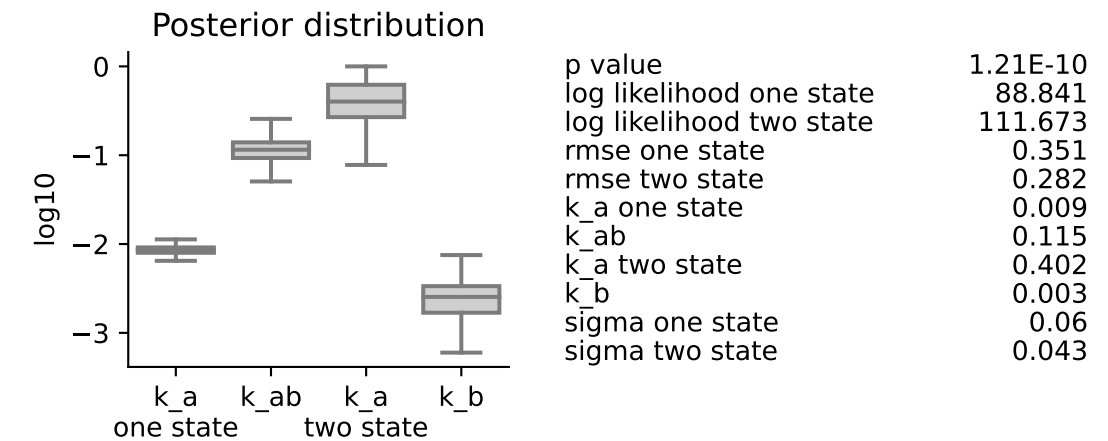 Posterior distribution
log10
0
−1
−2
−3
k_a k_ab k_a k_b
one state two state
p value 1.21E-10
log likelihood one state 88.841
log likelihood two state 111.673
rmse one state 0.351
rmse two state 0.282
k_a one state 0.009
k_ab 0.115
k_a two state 0.402
k_b 0.003
sigma one state 0.06
sigma two state 0.043